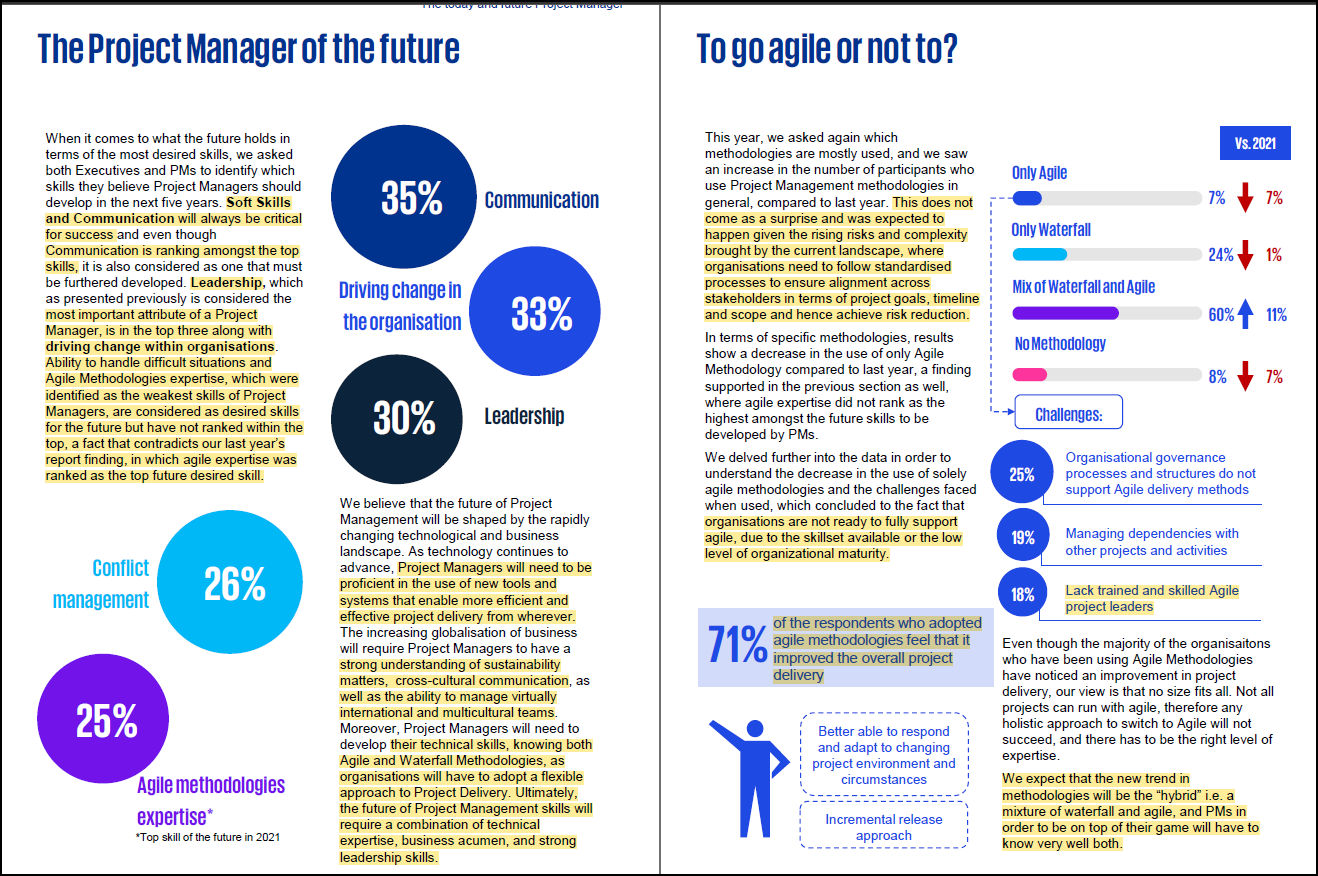 The today and future Project Manager
The Project Manager of the future
When it comes to what the future holds in
terms of the most desired skills, we asked
both Executives and PMs to identify which
skills they believe Project Managers should
develop in the next five years. Soft Skills
and Communication will always be critical
for success and even though
Communication is ranking amongst the top
skills, it is also considered as one that must
be furthered developed. Leadership, which
as presented previously is considered the
most important attribute of a Project
Manager, is in the top three along with
driving change within organisations.
Ability to handle difficult situations and
Agile Methodologies expertise, which were
identified as the weakest skills of Project
Managers, are considered as desired skills
for the future but have not ranked within the
top, a fact that contradicts our last year's
report finding, in which agile expertise was
ranked as the top future desired skill.
35%
Communication
Driving change in
the organisation
33%
30%
Leadership
Conflict
management
26%
25%
Agile methodologies
expertise*
*Top skill of the future in 2021
We believe that the future of Project
Management will be shaped by the rapidly
changing technological and business
landscape. As technology continues to
advance, Project Managers will need to be
proficient in the use of new tools and
systems that enable more efficient and
effective project delivery from wherever.
The increasing globalisation of business
will require Project Managers to have a
strong understanding of sustainability
matters, cross-cultural communication, as
well as the ability to manage virtually
international and multicultural teams.
Moreover, Project Managers will need to
develop their technical skills, knowing both
Agile and Waterfall Methodologies, as
organisations will have to adopt a flexible
approach to Project Delivery. Ultimately,
the future of Project Management skills will
require a combination of technical
expertise, business acumen, and strong
leadership skills.
To go agile or not to?
This year, we asked again which
methodologies are mostly used, and we saw
an increase in the number of participants who
use Project Management methodologies in
general, compared to last year. This does not
come as a surprise and was expected to
happen given the rising risks and complexity
brought by the current landscape, where
organisations need to follow standardised
processes to ensure alignment across
stakeholders in terms of project goals, timeline
and scope and hence achieve risk reduction.
In terms of specific methodologies, results
show a decrease in the use of only Agile
Methodology compared to last year, a finding
supported in the previous section as well,
where agile expertise did not rank as the
highest amongst the future skills to be
developed by PMs.
We delved further into the data in order to
understand the decrease in the use of solely
agile methodologies and the challenges faced
when used, which concluded to the fact that
organisations are not ready to fully support
agile, due to the skillset available or the low
level of organizational maturity.
71%
of the respondents who adopted
agile methodologies feel that it
improved the overall project
delivery
Better able to respond
and adapt to changing
project environment and
circumstances
Incremental release
approach
Vs. 2021
Only Agile
7% 7%
Only Waterfall
24% 1%
Mix of Waterfall and Agile
60% 11%
No Methodology
8% 7%
Challenges:
25%
Organisational governance
processes and structures do not
support Agile delivery methods
19%
Managing dependencies with
other projects and activities
18%
Lack trained and skilled Agile
project leaders
Even though the majority of the organisaitons
who have been using Agile Methodologies
have noticed an improvement in project
delivery, our view is that no size fits all. Not all
projects can run with agile, therefore any
holistic approach to switch to Agile will not
succeed, and there has to be the right level of
expertise.
We expect that the new trend in
methodologies will be the “hybrid” i.e. a
mixture of waterfall and agile, and PMs in
order to be on top of their game will have to
know very well both.